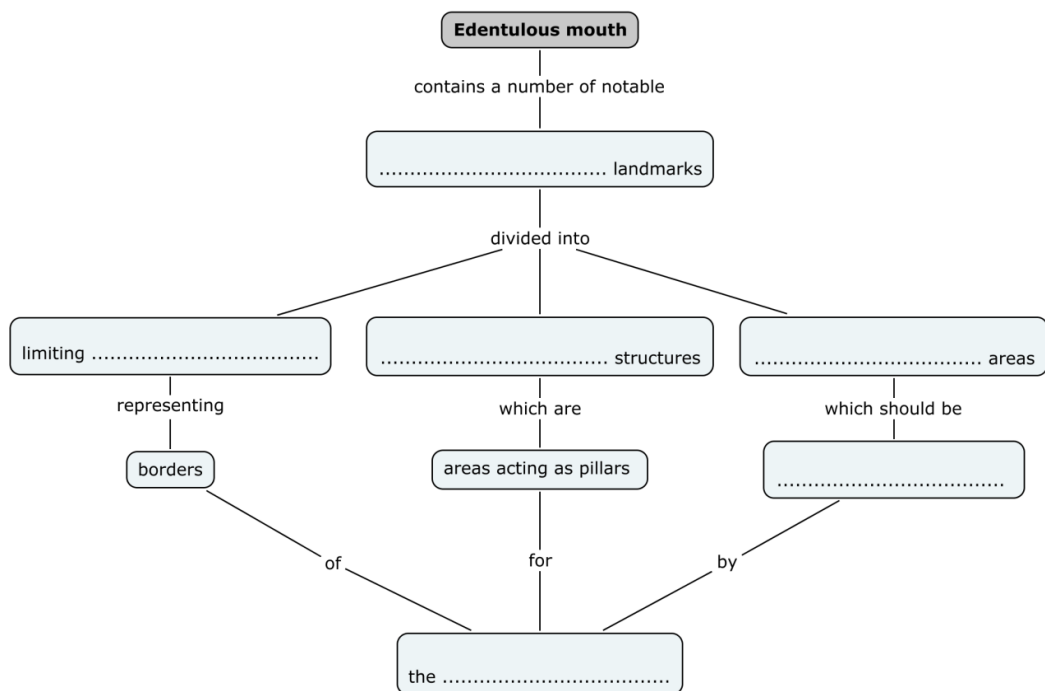 Edentulous mouth
contains a number of notable
..................................... landmarks
divided into
limiting .....................................
..................................... structures
..................................... areas
representing
which are
which should be
borders
areas acting as pillars
.....................................
of
for
by
the .....................................